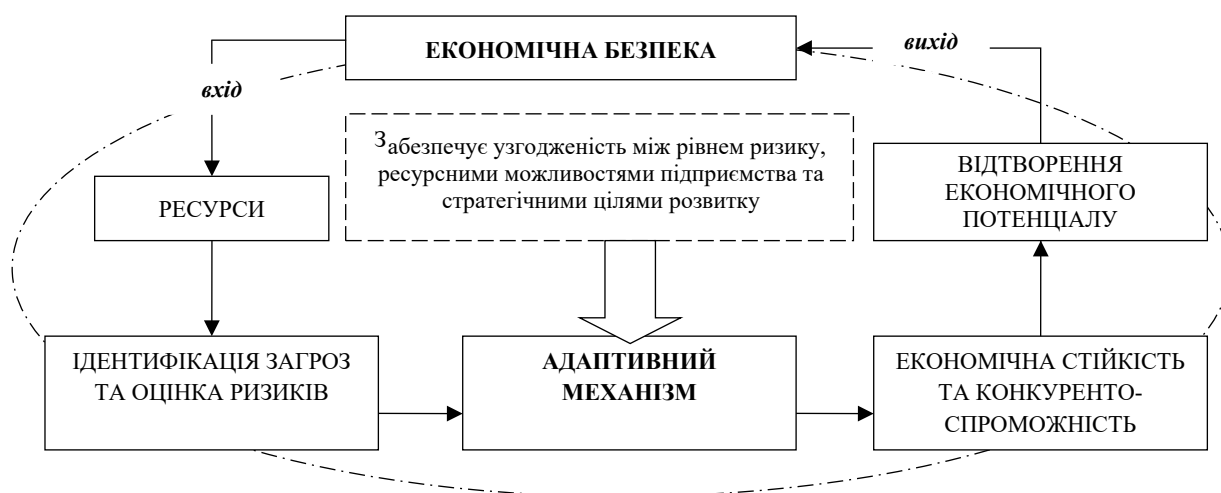 ЕКОНОМІЧНА БЕЗПЕКА
вихід
вхід
Забезпечує узгодженість між рівнем ризику,
ресурсними можливостями підприємства та
стратегічними цілями розвитку
РЕСУРСИ
ВІДТВОРЕННЯ
ЕКОНОМІЧНОГО
ПОТЕНЦІАЛУ
ІДЕНТИФІКАЦІЯ ЗАГРОЗ
ТА ОЦІНКА РИЗИКІВ
АДАПТИВНИЙ
МЕХАНІЗМ
ЕКОНОМІЧНА СТІЙКІСТЬ
ТА КОНКУРЕНТО-
СПРОМОЖНІСТЬ